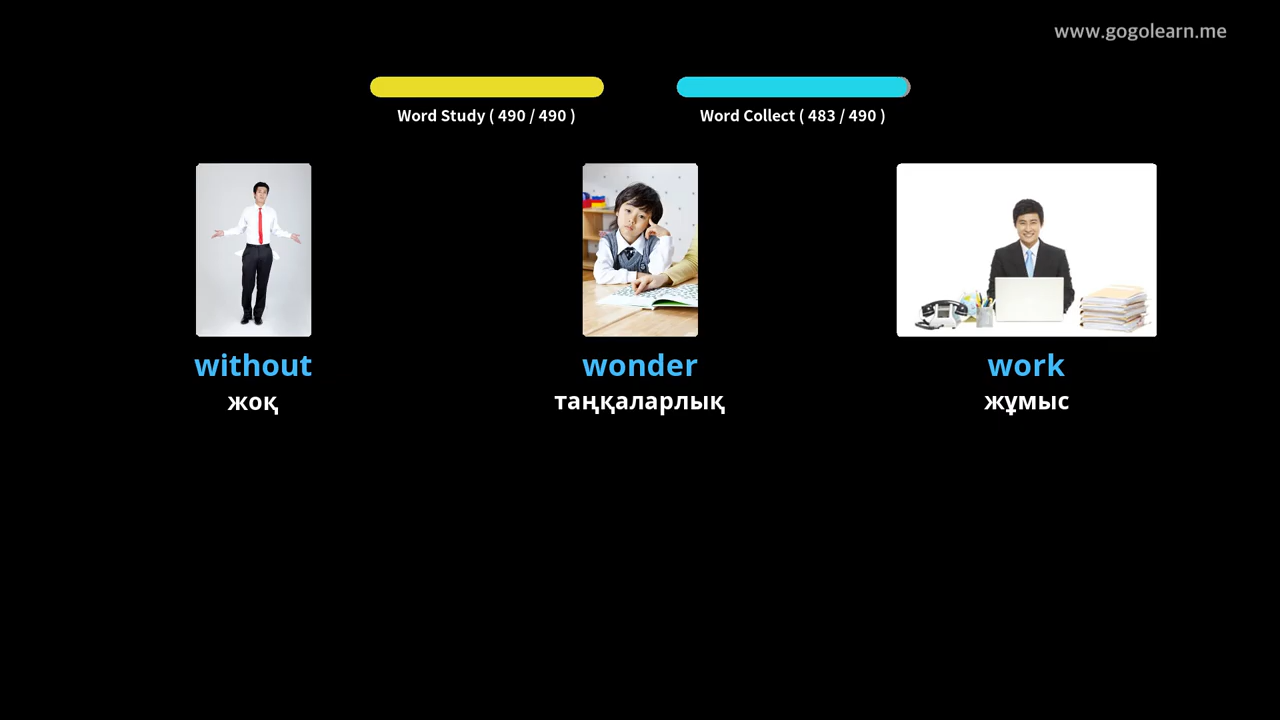 www.gogolearn.me
Word Study ( 490 / 490 )
Word Collect ( 483 / 490 )
without
wonder
work
жоқ
таңқаларлық
жұмыс